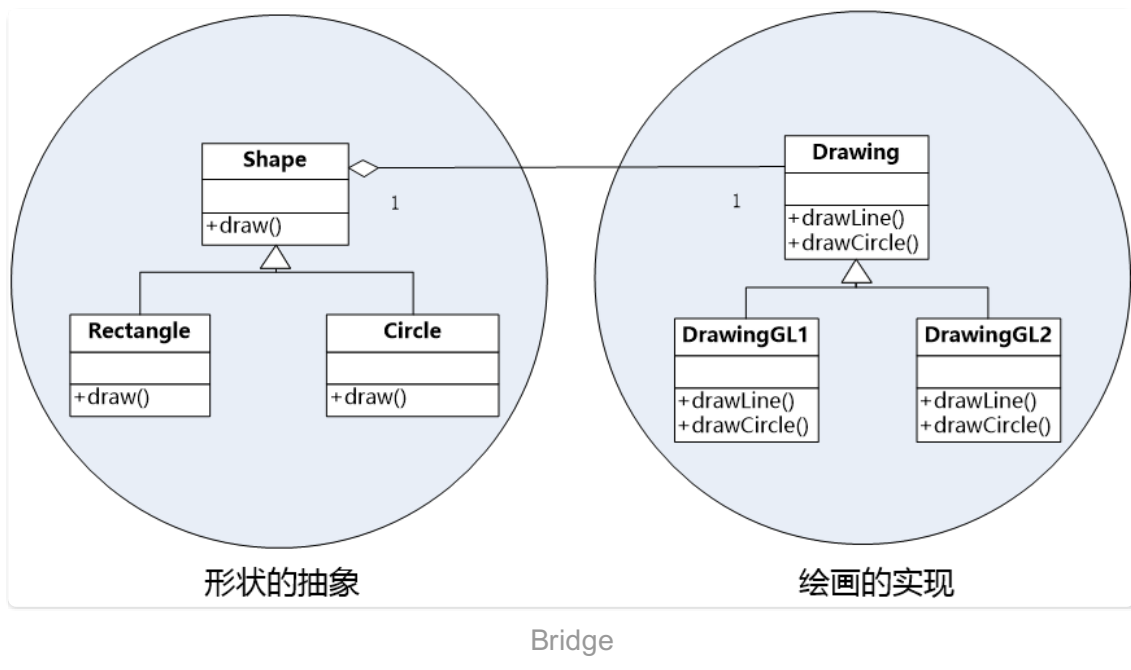 Shape
+draw()
1
Rectangle
+draw()
Circle
+draw()
形状的抽象
Drawing
+drawLine()
+drawCircle()
1
DrawingGL1
+drawLine()
+drawCircle()
DrawingGL2
+drawLine()
+drawCircle()
绘画的实现
Bridge